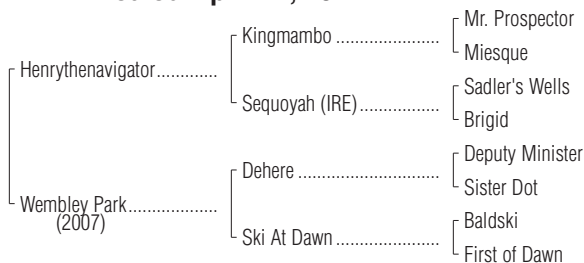 Kingmambo
Mr. Prospector
Miesque
Henrythenavigator
Sequoyah (IRE)
Sadler's Wells
Brigid
Wembley Park
(2007)
Dehere
Deputy Minister
Sister Dot
Ski At Dawn
Baldski
First of Dawn